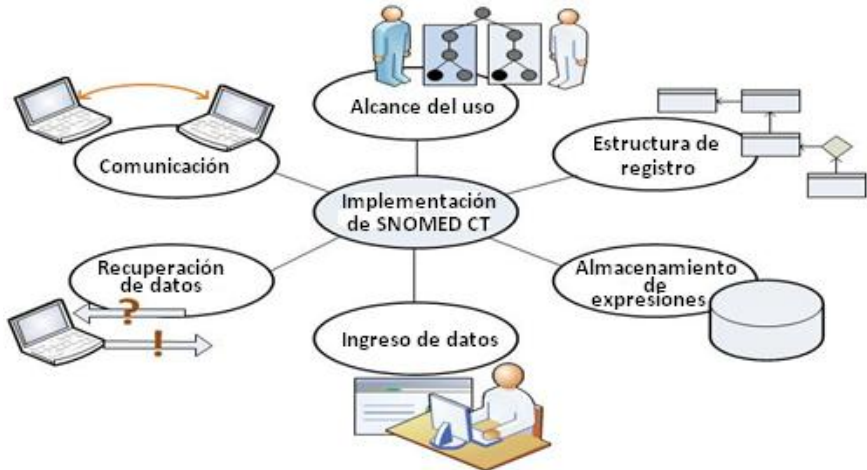 Alcance del uso
Comunicación
Estructura de
registro
Implementación
de SNOMED CT
Recuperación
de datos
?
!
Almacenamiento
de
expresiones
Ingreso de datos